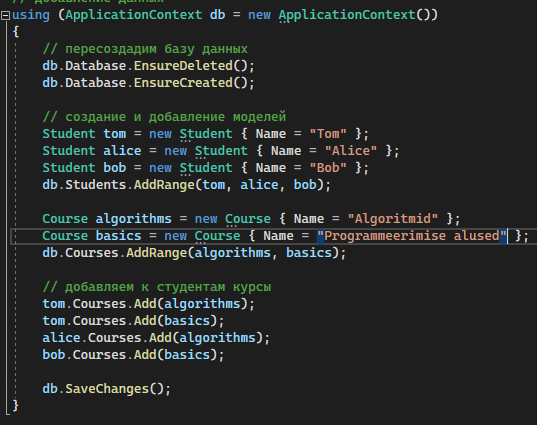 // добавление данных
using (ApplicationContext db = new ApplicationContext())
{
// пересоздадим базу данных
db.Database.EnsureDeleted();
db.Database.EnsureCreated();
// создание и добавление моделей
Student tom = new Student { Name = "Tom" };
Student alice = new Student { Name = "Alice" };
Student bob = new Student { Name = "Bob" };
db.Students.AddRange(tom, alice, bob);
Course algorithms = new Course { Name = "Algoritmid" };
Course basics = new Course { Name = "Programmeerimise alused" };
db.Courses.AddRange(algorithms, basics);
// добавляем к студентам курсы
tom.Courses.Add(algorithms);
tom.Courses.Add(basics);
alice.Courses.Add(algorithms);
bob.Courses.Add(basics);
db.SaveChanges();
}